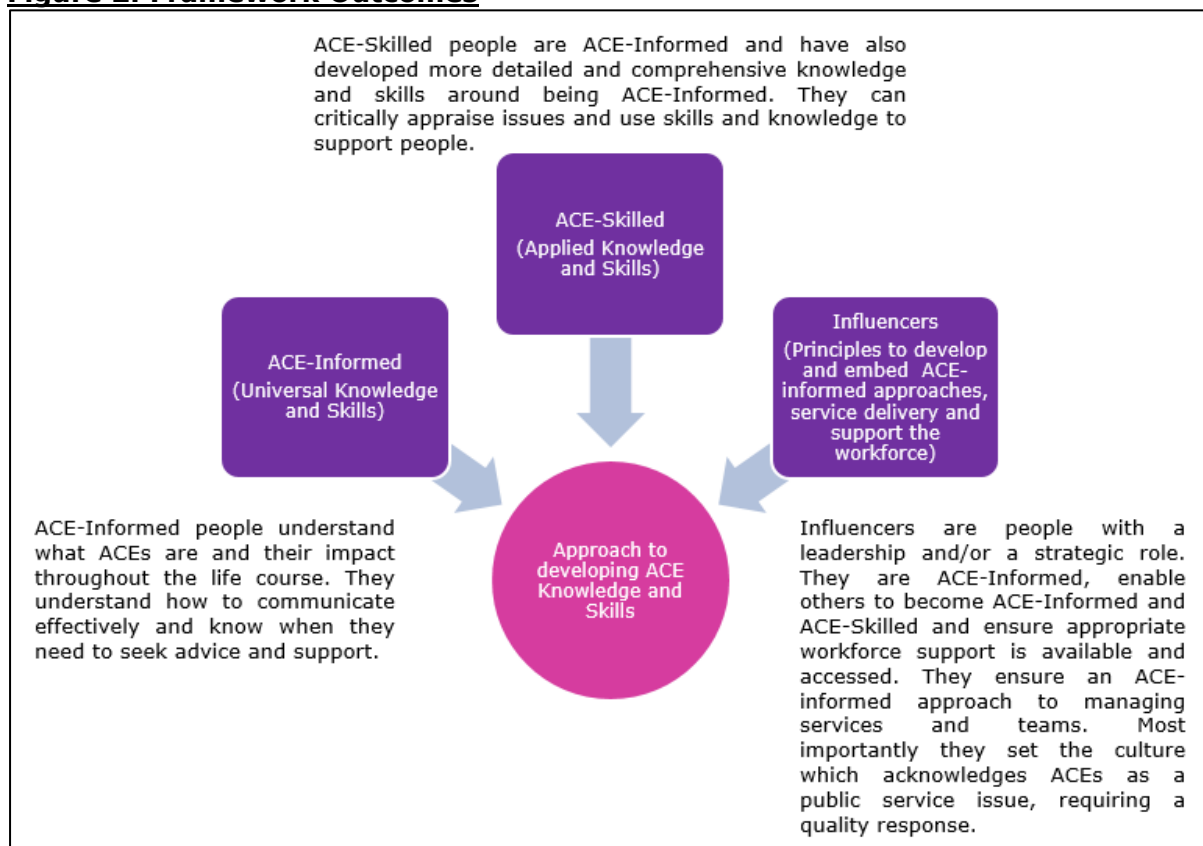 Figure 2: Framework Outcomes
ACE-Skilled people are ACE-Informed and have also
developed more detailed and comprehensive knowledge
and skills around being ACE-Informed. They can
critically appraise issues and use skills and knowledge to
support people.
ACE-Skilled
(Applied Knowledge
and Skills)
ACE-Informed
(Universal Knowledge
and Skills)
Influencers
(Principles to develop
and embed ACE-
informed approaches,
service delivery and
support the
workforce)
Approach to
developing ACE
Knowledge and
Skills
ACE-Informed people understand
what ACEs are and their impact
throughout the life course. They
understand how to communicate
effectively and know when they
need to seek advice and support.
Influencers are people with a
leadership and/or a strategic role.
They are ACE-Informed, enable
others to become ACE-Informed and
ACE-Skilled and ensure appropriate
workforce support is available and
accessed. They ensure an ACE-
informed approach to managing
services and teams. Most
importantly they set the culture
which acknowledges ACEs as a
public service issue, requiring a
quality response.